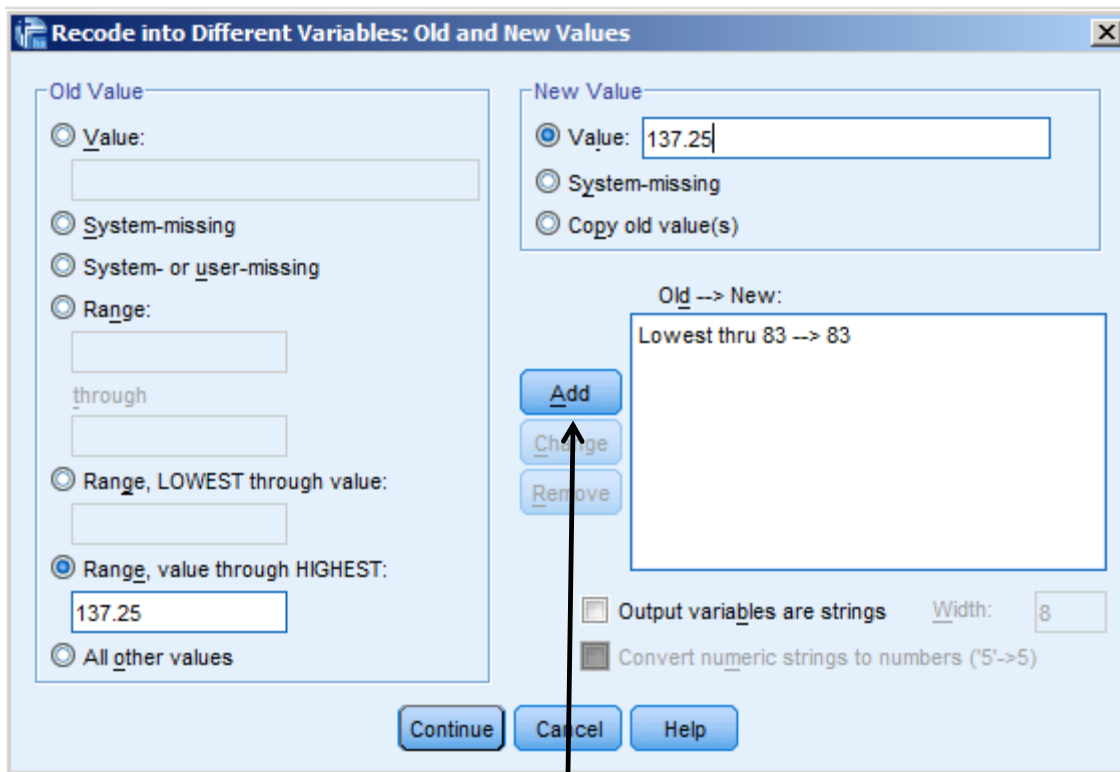 Recode into Different Variables: Old and New Values
Old Value
Value:
System-missing
System- or user-missing
Range:
through
Range, LOWEST through value:
Range, value through HIGHEST:
137.25
All other values
New Value
Value: 137.25
System-missing
Copy old value(s)
Old --> New:
Lowest thru 83 --> 83
Add
Change
Remove
Output variables are strings Width: 8
Convert numeric strings to numbers ('5'->5)
Continue Cancel Help